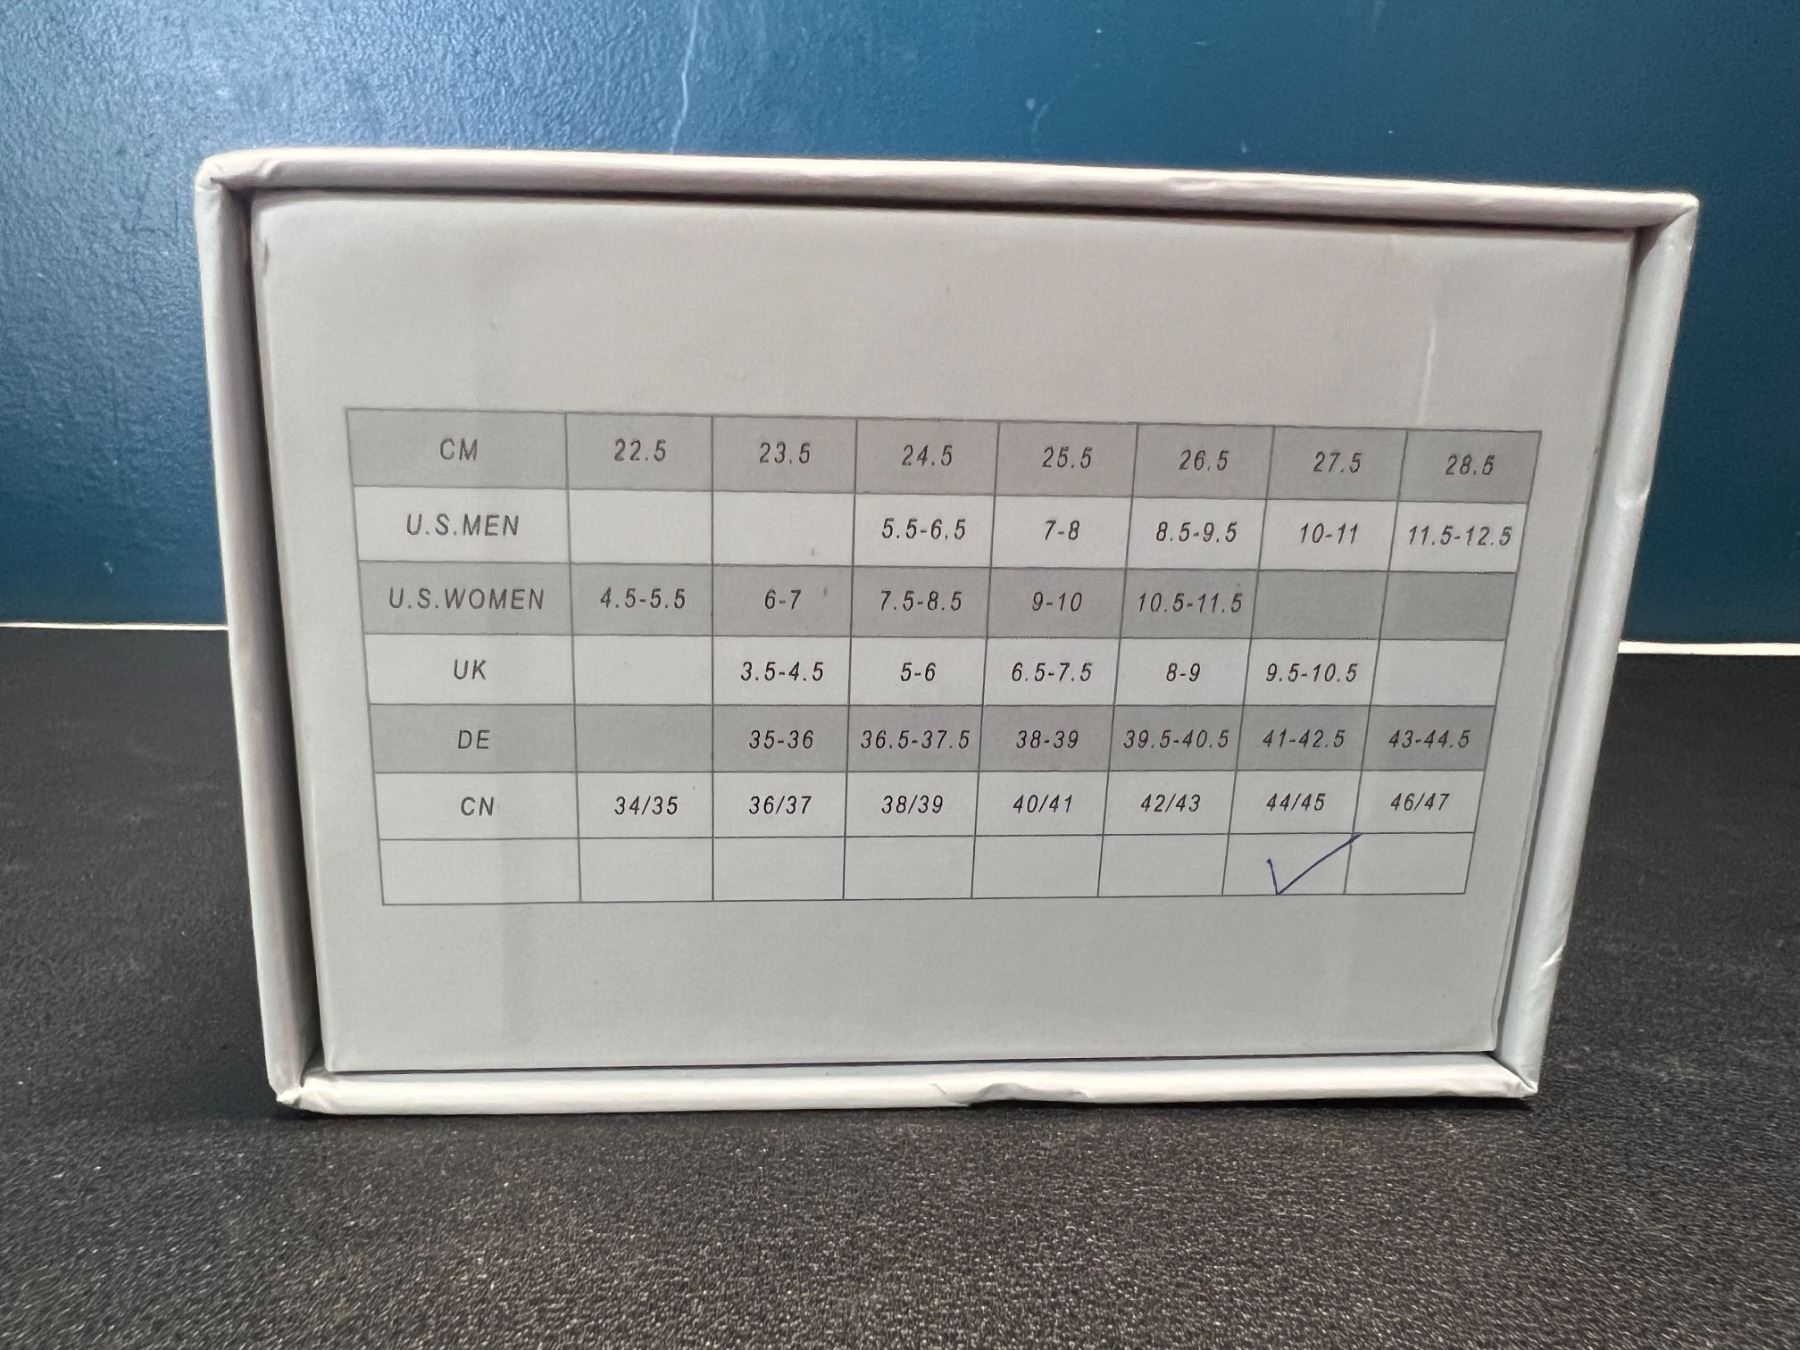 CM 22.5 23.5 24.5 25.5 26.5 27.5 28.5
U.S.MEN 5.5-6.5 7-8 8.5-9.5 10-11 11.5-12.5
U.S.WOMEN 4.5-5.5 6-7 7.5-8.5 9-10 10.5-11.5
UK 3.5-4.5 5-6 6.5-7.5 8-9 9.5-10.5
DE 35-36 36.5-37.5 38-39 39.5-40.5 41-42.5 43-44.5
CN 34/35 36/37 38/39 40/41 42/43 44/45 46/47